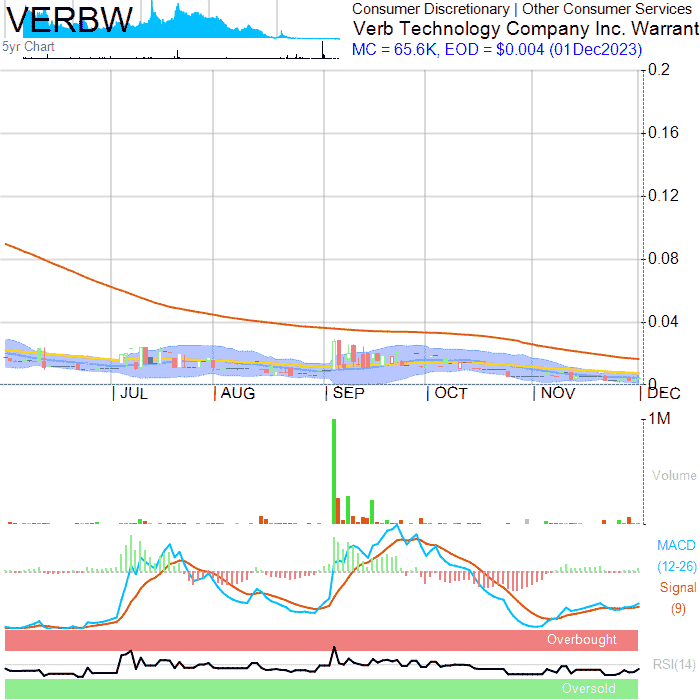 VERBW
Consumer Discretionary | Other Consumer Services
Verb Technology Company Inc. Warrant
MC = 65.6K, EOD = $0.004 (01Dec2023)
5yr Chart
0.2
0.16
0.12
0.08
0.04
0
JUL AUG SEP OCT NOV DEC
1M
Volume
MACD
(12-26)
Signal
(9)
Overbought
RSI(14)
Oversold